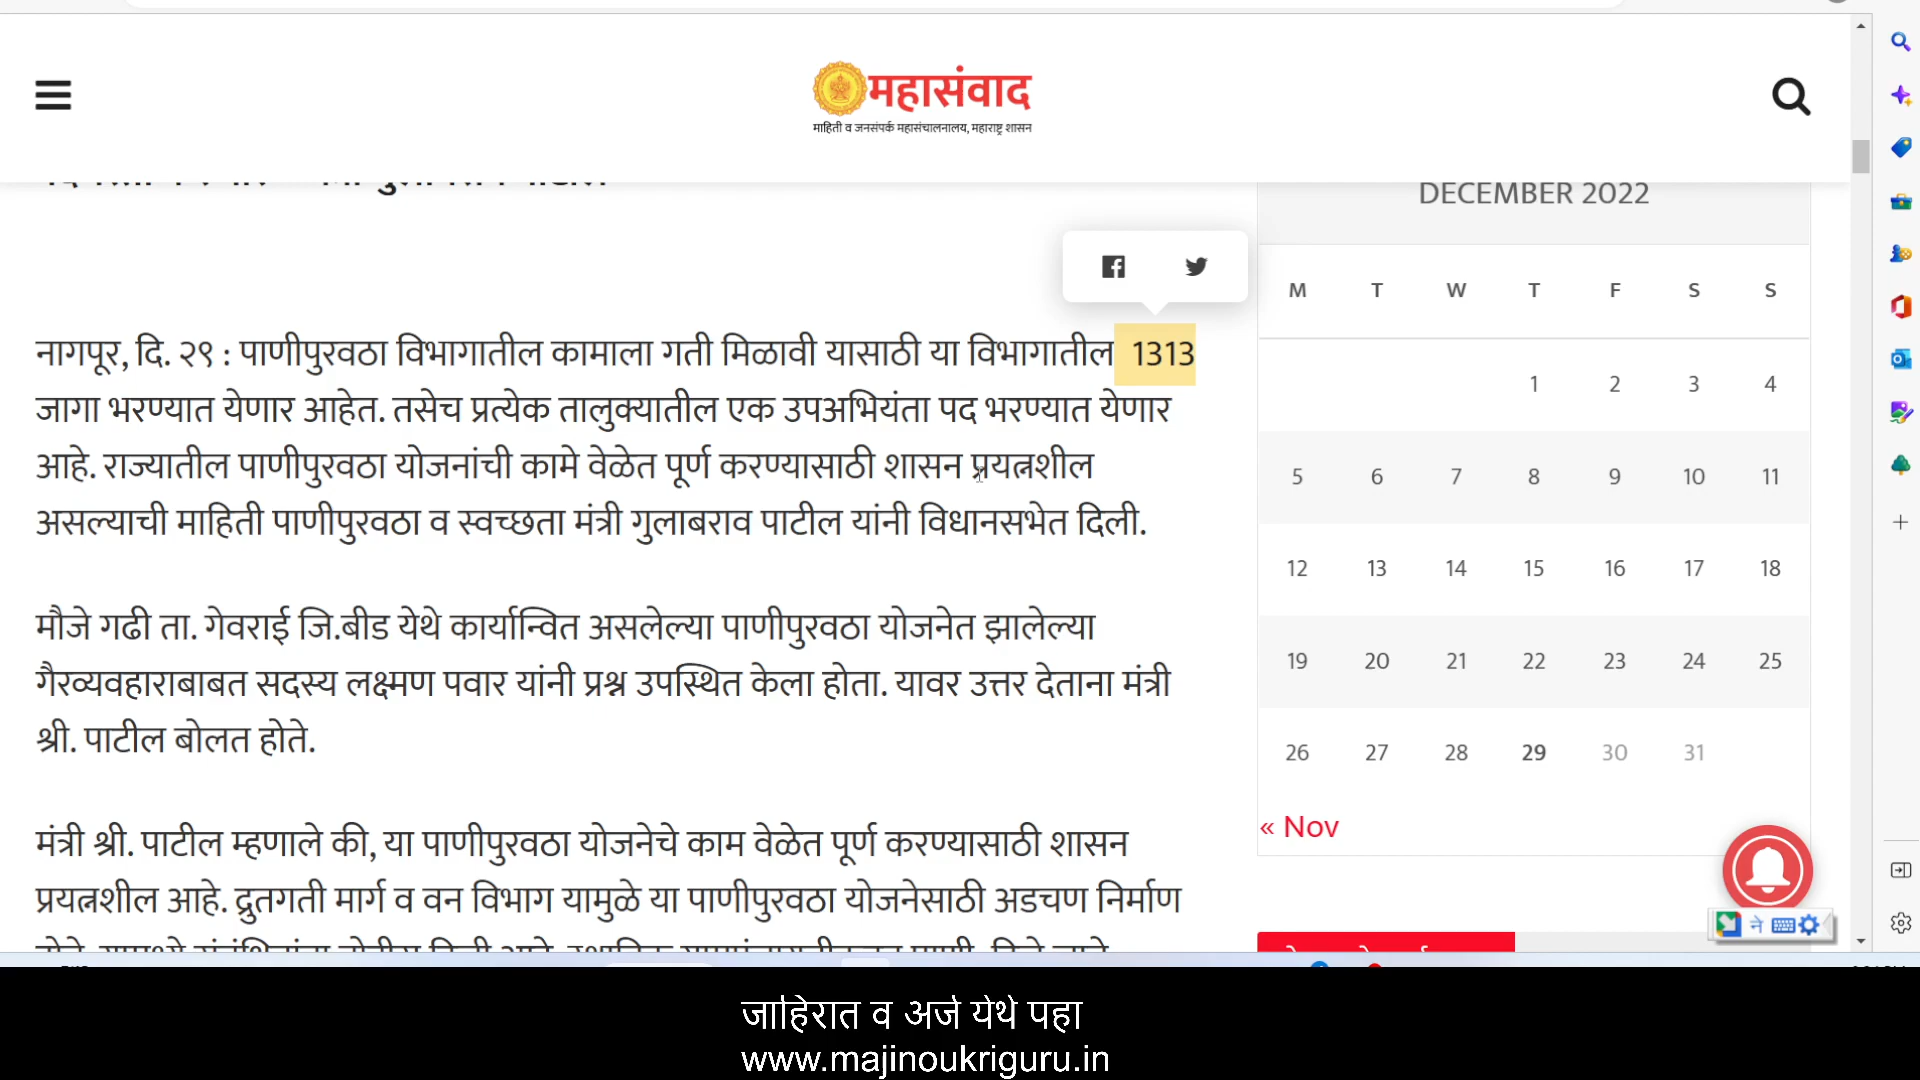 महासंवाद
माहिती व जनसंपर्क महासंचालनालय, महाराष्ट्र शासन
नागपूर, दि. २९ : पाणीपुरवठा विभागातील कामाला गती मिळावी यासाठी या विभागातील 1313
जागा भरण्यात येणार आहेत. तसेच प्रत्येक तालुक्यातील एक उपअभियंता पद भरण्यात येणार
आहे. राज्यातील पाणीपुरवठा योजनांची कामे वेळेत पूर्ण करण्यासाठी शासन प्रयत्नशील
असल्याची माहिती पाणीपुरवठा व स्वच्छता मंत्री गुलाबराव पाटील यांनी विधानसभेत दिली.
मौजे गढी ता. गेवराई जि.बीड येथे कार्यान्वित असलेल्या पाणीपुरवठा योजनेत झालेल्या
गैरव्यवहाराबाबत सदस्य लक्ष्मण पवार यांनी प्रश्न उपस्थित केला होता. यावर उत्तर देताना मंत्री
श्री. पाटील बोलत होते.
मंत्री श्री. पाटील म्हणाले की, या पाणीपुरवठा योजनेचे काम वेळेत पूर्ण करण्यासाठी शासन
प्रयत्नशील आहे. द्रुतगती मार्ग व वन विभाग यामुळे या पाणीपुरवठा योजनेसाठी अडचण निर्माण
DECEMBER 2022
M T W T F S S
1 2 3 4
5 6 7 8 9 10 11
12 13 14 15 16 17 18
19 20 21 22 23 24 25
26 27 28 29 30 31
« Nov
ने
जाहिरात व अर्ज येथे पहा
www.majinoukriguru.in